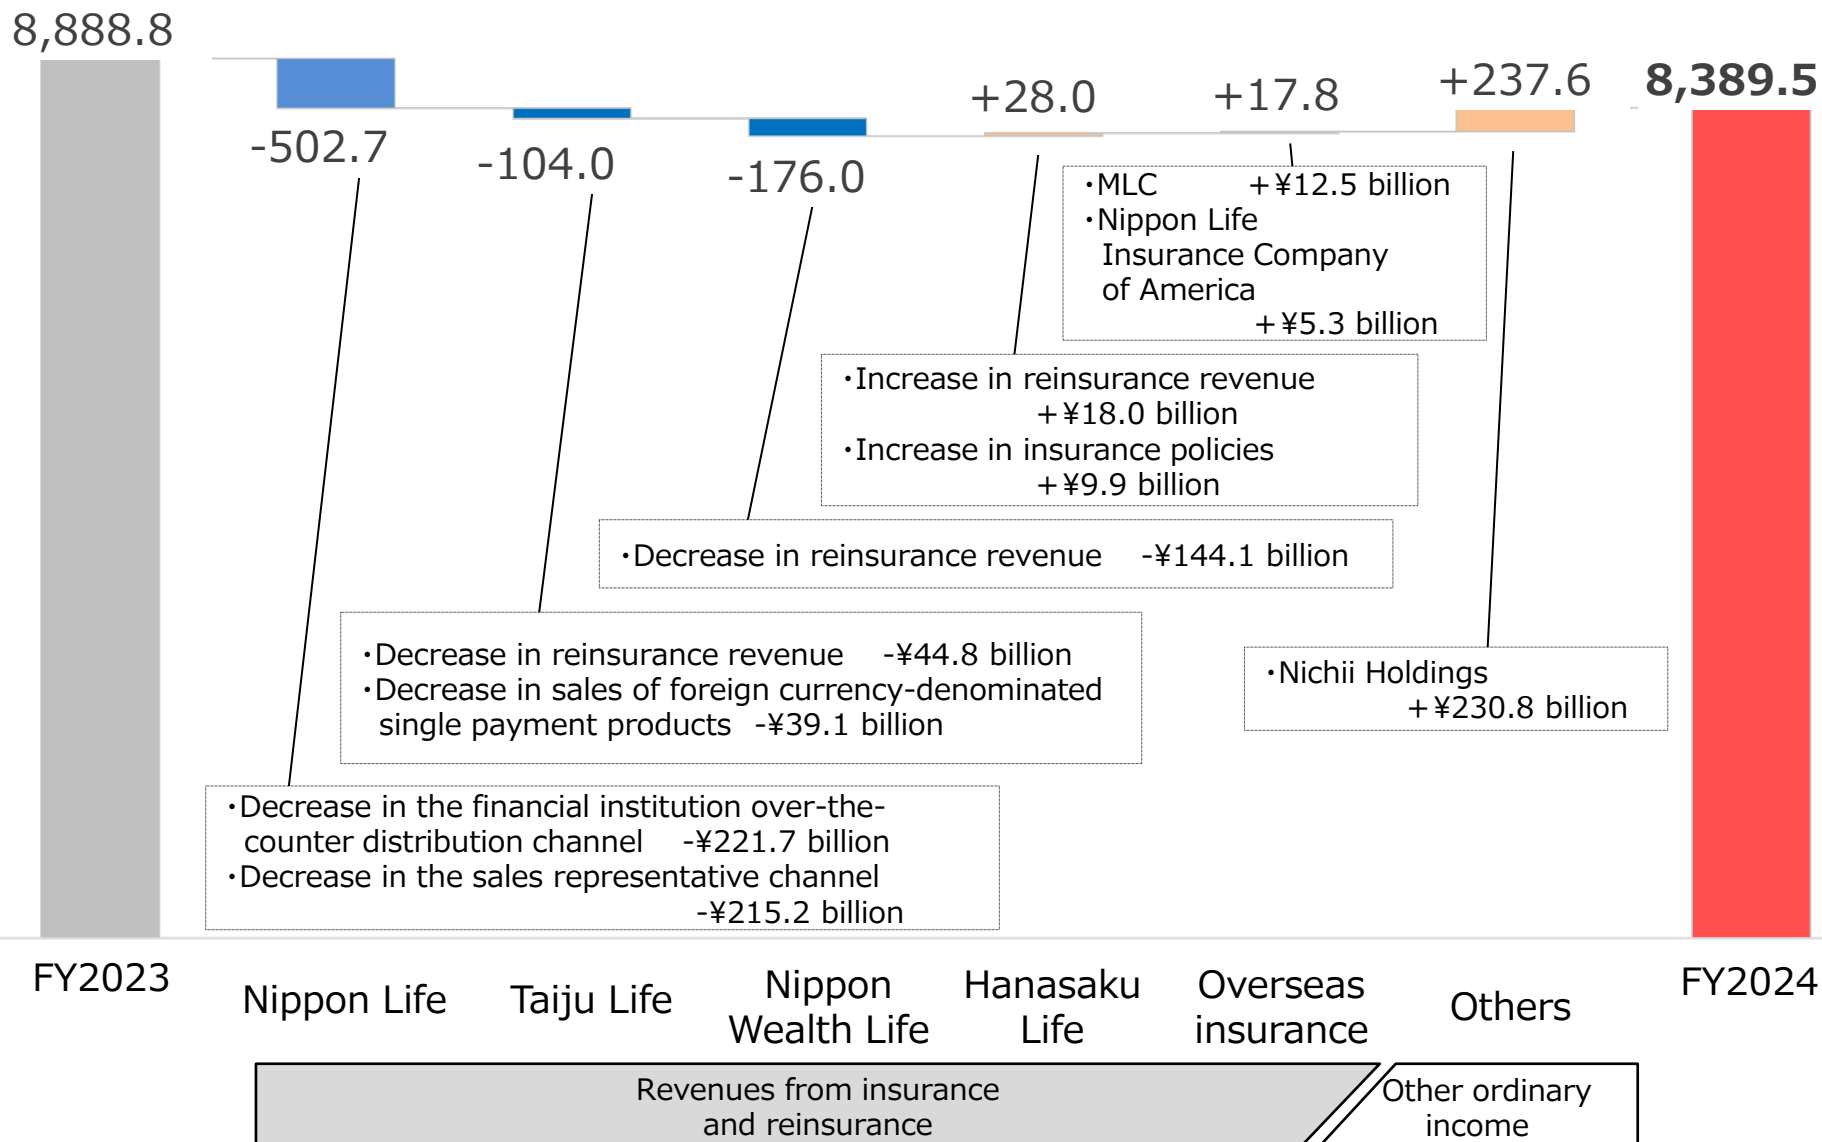 8,888.8
-502.7
-104.0
-176.0
+28.0
+17.8
+237.6
8,389.5
・MLC +¥12.5 billion
・Nippon Life
Insurance Company
of America
+¥5.3 billion
・Increase in reinsurance revenue
+¥18.0 billion
・Increase in insurance policies
+¥9.9 billion
・Decrease in reinsurance revenue -¥144.1 billion
・Decrease in reinsurance revenue -¥44.8 billion
・Decrease in sales of foreign currency-denominated
single payment products -¥39.1 billion
・Nichii Holdings
+¥230.8 billion
・Decrease in the financial institution over-the-
counter distribution channel -¥221.7 billion
・Decrease in the sales representative channel
-¥215.2 billion
FY2023
Nippon Life
Taiju Life
Nippon
Wealth Life
Hanasaku
Life
Overseas
insurance
Others
FY2024
Revenues from insurance
and reinsurance
Other ordinary
income